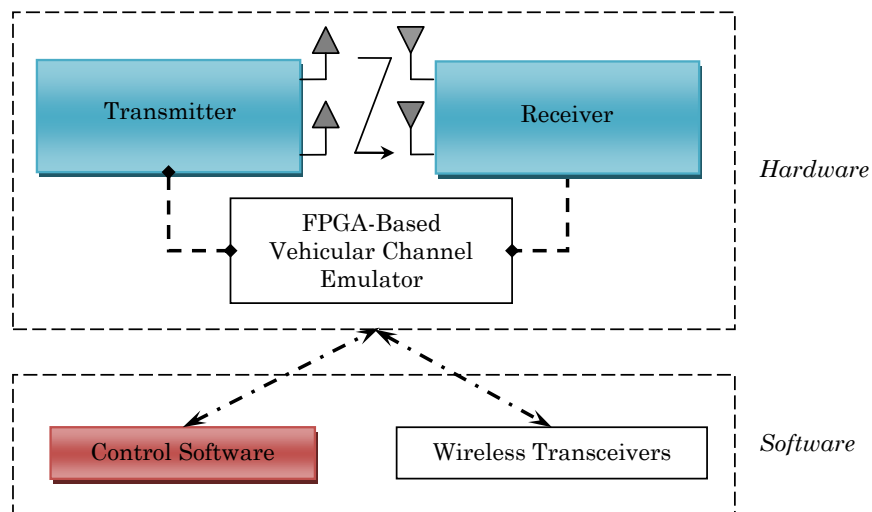 Transmitter
Receiver
Hardware
FPGA-Based
Vehicular Channel
Emulator
Control Software
Wireless Transceivers
Software